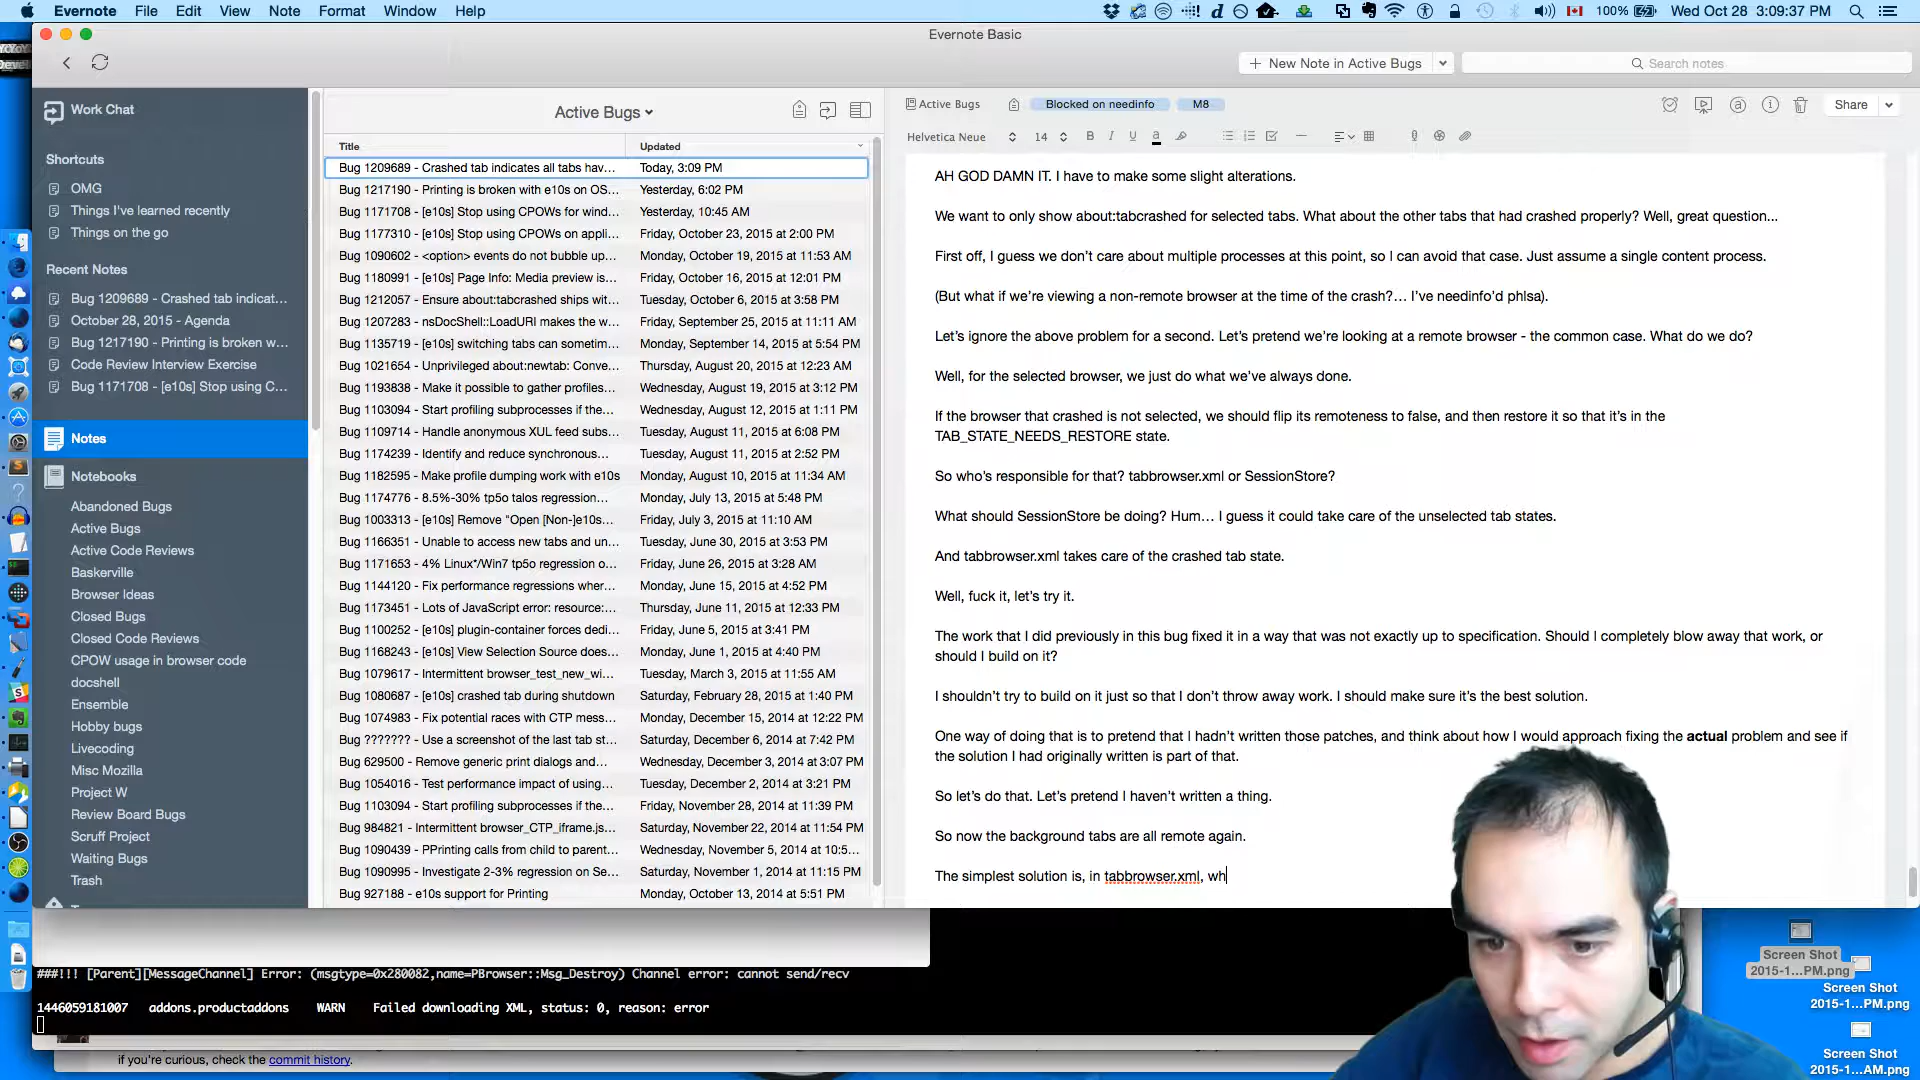 Evernote File Edit View Note Format Window Help
100% Wed Oct 28 3:09:37 PM
Evernote Basic
New Note in Active Bugs
Search notes
Work Chat
Shortcuts
OMG
Things I've learned recently
Things on the go
Recent Notes
Bug 1209689 - Crashed tab indicat...
October 28, 2015 - Agenda
Bug 1217190 - Printing is broken w...
Code Review Interview Exercise
Bug 1171708 - [e10s] Stop using C...
Notes
Notebooks
Abandoned Bugs
Active Bugs
Active Code Reviews
Baskerville
Browser Ideas
Closed Bugs
Closed Code Reviews
CPOW usage in browser code
docshell
Ensemble
Hobby bugs
Livecoding
Misc Mozilla
Project W
Review Board Bugs
Scruff Project
Waiting Bugs
Trash
Active Bugs
Title Updated
Bug 1209689 - Crashed tab indicates all tabs hav... Today, 3:09 PM
Bug 1217190 - Printing is broken with e10s on OS... Yesterday, 6:02 PM
Bug 1171708 - [e10s] Stop using CPOWs for wind... Yesterday, 10:45 AM
Bug 1177310 - [e10s] Stop using CPOWs on appli... Friday, October 23, 2015 at 2:00 PM
Bug 1090602 - <option> events do not bubble up... Monday, October 19, 2015 at 11:53 AM
Bug 1180991 - [e10s] Page Info: Media preview is... Friday, October 16, 2015 at 12:01 PM
Bug 1212057 - Ensure about:tabcrashed ships wit... Tuesday, October 6, 2015 at 3:58 PM
Bug 1207283 - nsDocShell::LoadURI makes the w... Friday, September 25, 2015 at 11:11 AM
Bug 1135719 - [e10s] switching tabs can sometim... Monday, September 14, 2015 at 5:54 PM
Bug 1021654 - Unprivileged about:newtab: Conve... Thursday, August 20, 2015 at 12:23 AM
Bug 1193838 - Make it possible to gather profiles... Wednesday, August 19, 2015 at 3:12 PM
Bug 1103094 - Start profiling subprocesses if the... Wednesday, August 12, 2015 at 1:11 PM
Bug 1109714 - Handle anonymous XUL feed subs... Tuesday, August 11, 2015 at 6:08 PM
Bug 1174239 - Identify and reduce synchronous... Tuesday, August 11, 2015 at 2:52 PM
Bug 1182595 - Make profile dumping work with e10s Monday, August 10, 2015 at 11:34 AM
Bug 1174776 - 8.5%-30% tp5o talos regression... Monday, July 13, 2015 at 5:48 PM
Bug 1003313 - [e10s] Remove "Open [Non-]e10s... Friday, July 3, 2015 at 11:10 AM
Bug 1166351 - Unable to access new tabs and un... Tuesday, June 30, 2015 at 3:53 PM
Bug 1171653 - 4% Linux*/Win7 tp5o regression o... Friday, June 26, 2015 at 3:28 AM
Bug 1144120 - Fix performance regressions wher... Monday, June 15, 2015 at 4:52 PM
Bug 1173451 - Lots of JavaScript error: resource:... Thursday, June 11, 2015 at 12:33 PM
Bug 1100252 - [e10s] plugin-container forces dedi... Friday, June 5, 2015 at 3:41 PM
Bug 1168243 - [e10s] View Selection Source does... Monday, June 1, 2015 at 4:40 PM
Bug 1079617 - Intermittent browser_test_new_wi... Tuesday, March 3, 2015 at 11:55 AM
Bug 1080687 - [e10s] crashed tab during shutdown Saturday, February 28, 2015 at 1:40 PM
Bug 1074983 - Fix potential races with CTP mess... Monday, December 15, 2014 at 12:22 PM
Bug ??????? - Use a screenshot of the last tab st... Saturday, December 6, 2014 at 7:42 PM
Bug 629500 - Remove generic print dialogs and... Wednesday, December 3, 2014 at 3:07 PM
Bug 1054016 - Test performance impact of using... Tuesday, December 2, 2014 at 3:21 PM
Bug 1103094 - Start profiling subprocesses if the... Friday, November 28, 2014 at 11:39 PM
Bug 984821 - Intermittent browser_CTP_iframe.js... Saturday, November 22, 2014 at 11:54 PM
Bug 1090439 - PPrinting calls from child to parent... Wednesday, November 5, 2014 at 10:5...
Bug 1090995 - Investigate 2-3% regression on Se... Saturday, November 1, 2014 at 11:15 PM
Bug 927188 - e10s support for Printing Monday, October 13, 2014 at 5:51 PM
Active Bugs Blocked on needinfo M8 Share
Helvetica Neue 14 B I U a
AH GOD DAMN IT. I have to make some slight alterations.
We want to only show about:tabcrashed for selected tabs. What about the other tabs that had crashed properly? Well, great question...
First off, I guess we don't care about multiple processes at this point, so I can avoid that case. Just assume a single content process.
(But what if we're viewing a non-remote browser at the time of the crash?... I've needinfo'd phlsa).
Let's ignore the above problem for a second. Let's pretend we're looking at a remote browser - the common case. What do we do?
Well, for the selected browser, we just do what we've always done.
If the browser that crashed is not selected, we should flip its remoteness to false, and then restore it so that it's in the
TAB_STATE_NEEDS_RESTORE state.
So who's responsible for that? tabbrowser.xml or SessionStore?
What should SessionStore be doing? Hum... I guess it could take care of the unselected tab states.
And tabbrowser.xml takes care of the crashed tab state.
Well, fuck it, let's try it.
The work that I did previously in this bug fixed it in a way that was not exactly up to specification. Should I completely blow away that work, or
should I build on it?
I shouldn't try to build on it just so that I don't throw away work. I should make sure it's the best solution.
One way of doing that is to pretend that I hadn't written those patches, and think about how I would approach fixing the actual problem and see if
the solution I had originally written is part of that.
So let's do that. Let's pretend I haven't written a thing.
So now the background tabs are all remote again.
The simplest solution is, in tabbrowser.xml, wh
###!!! [Parent][MessageChannel] Error: (msgtype=0x280082,name=PBrowser::Msg_Destroy) Channel error: cannot send/recv
1446059181007 addons.productaddons WARN Failed downloading XML, status: 0, reason: error
if you're curious, check the commit history.
Screen Shot
2015-1...PM.png
Screen Shot
2015-1...PM.png
Screen Shot
2015-1...AM.png